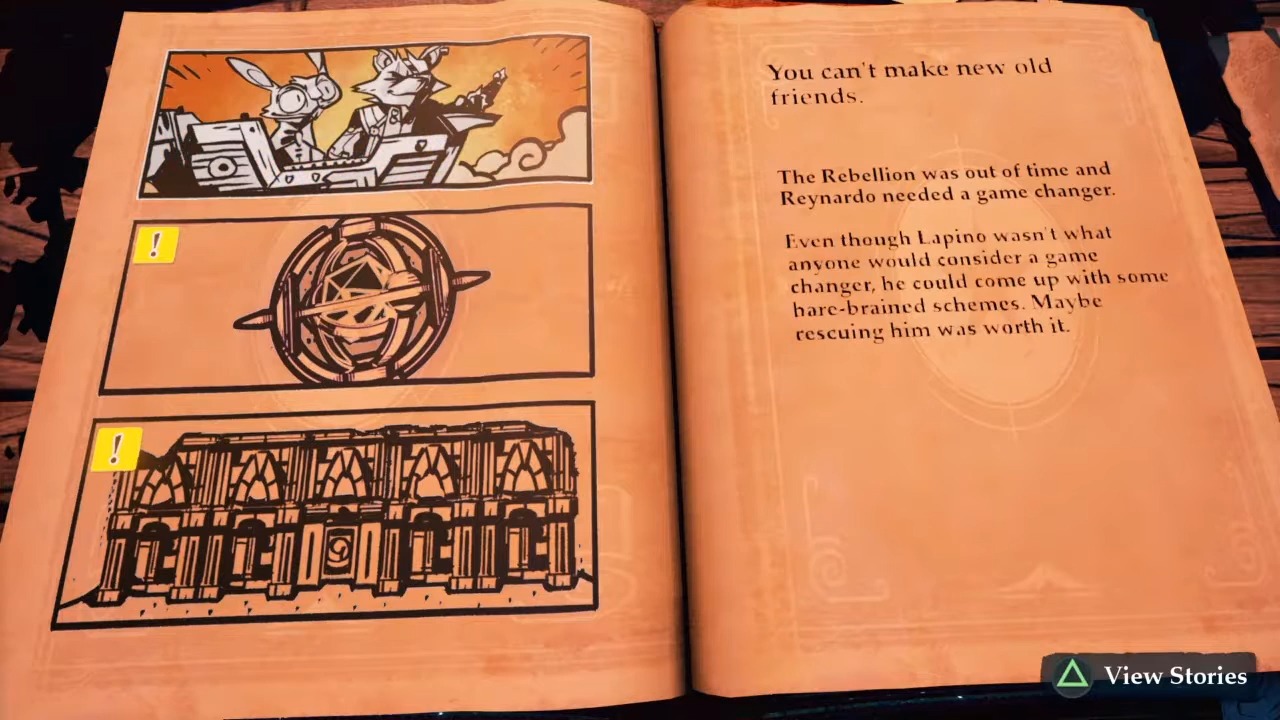 !
!
You can't make new old
friends.
The Rebellion was out of time and
Reynardo needed a game changer.
Even though Lapino wasn't what
anyone would consider a game
changer, he could come up with some
hare-brained schemes. Maybe
rescuing him was worth it.
View Stories